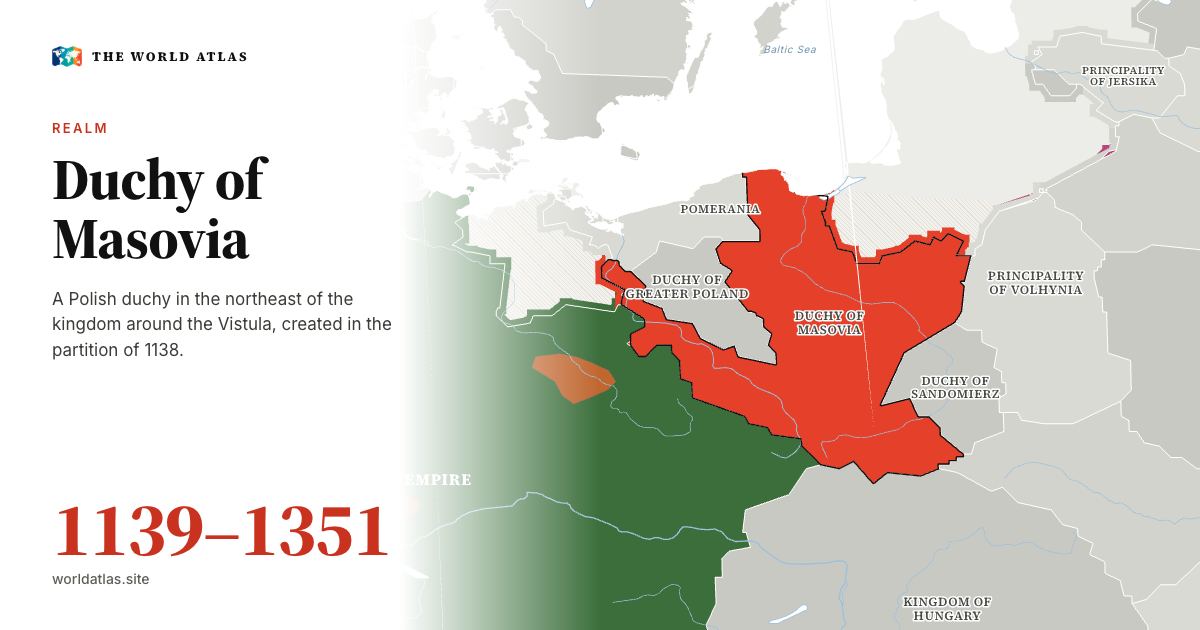 THE WORLD ATLAS
REALM
Duchy of
Masovia
A Polish duchy in the northeast of the
kingdom around the Vistula, created in the
partition of 1138.
1139–1351
worldatlas.site
Baltic Sea
PRINCIPALITY
OF JERSIKA
POMERANIA
DUCHY OF
GREATER POLAND
PRINCIPALITY
OF VOLHYNIA
DUCHY OF
MASOVIA
DUCHY OF
SANDOMIERZ
EMPIRE
KINGDOM OF
HUNGARY